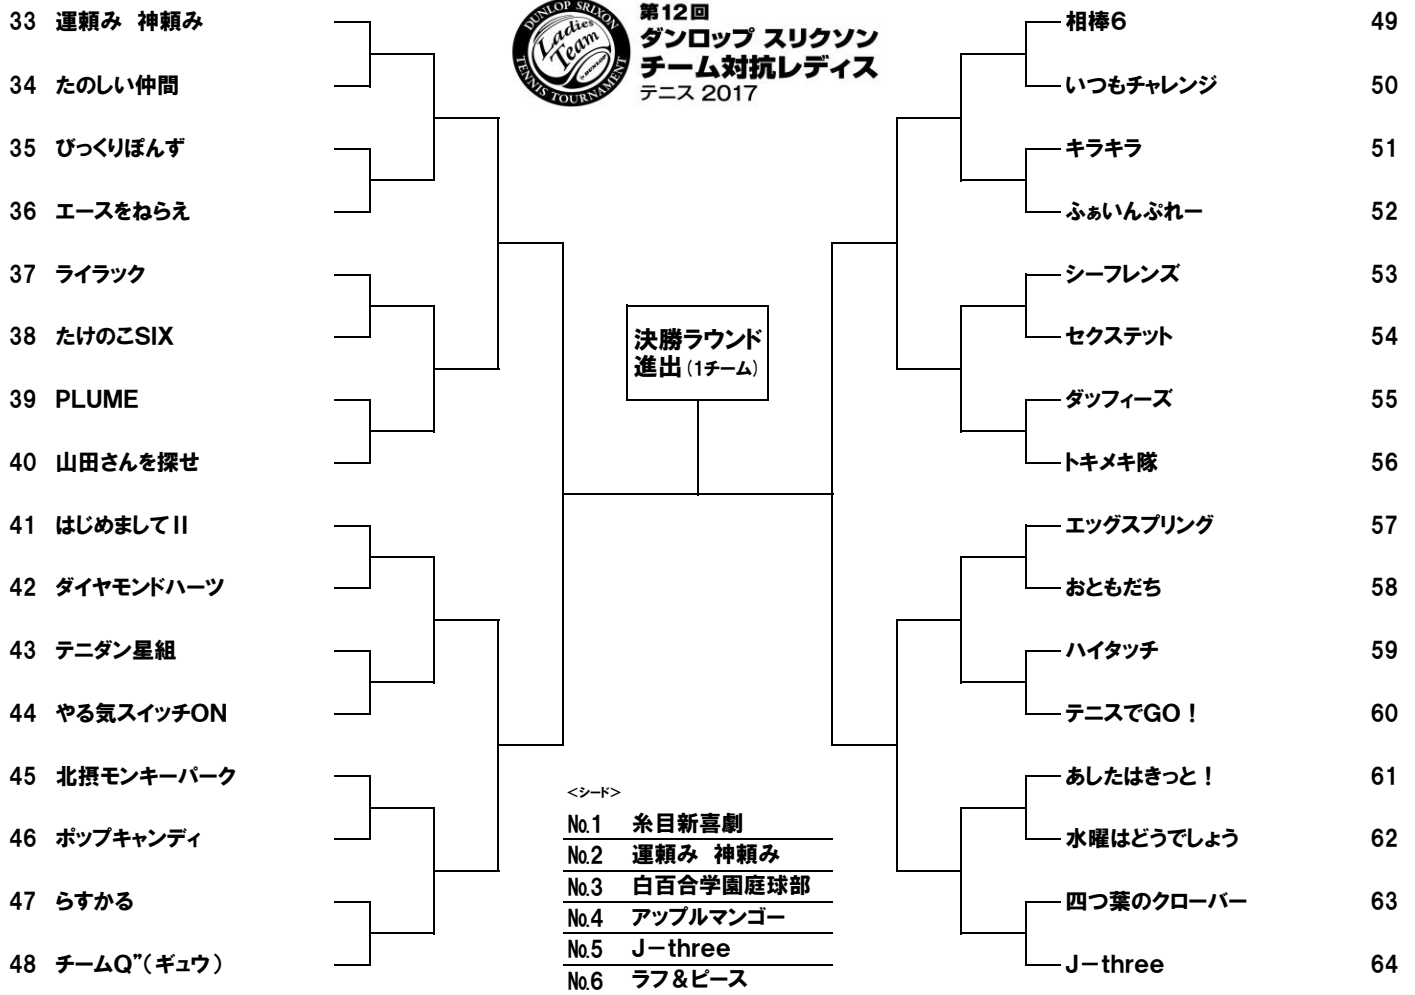 DUNLOP SRIXON
Ladies Team
by DUNLOP
TENNIS TOURNAMENT
第12回
ダンロップ スリクソン
チーム対抗レディス
テニス 2017
33 運頼み 神頼み
34 たのしい仲間
35 びっくりぽんず
36 エースをねらえ
37 ライラック
38 たけのこSIX
39 PLUME
40 山田さんを探せ
41 はじめましてⅡ
42 ダイヤモンドハーツ
43 テニダン星組
44 やる気スイッチON
45 北摂モンキーパーク
46 ポップキャンディ
47 らすかる
48 チームQ”(ギュウ)
決勝ラウンド
進出(1チーム)
<シード>
No.1 糸目新喜劇
No.2 運頼み 神頼み
No.3 白百合学園庭球部
No.4 アップルマンゴー
No.5 J−three
No.6 ラフ&ピース
相棒6 49
いつもチャレンジ 50
キラキラ 51
ふぁいんぷれー 52
シーフレンズ 53
セクステット 54
ダッフィーズ 55
トキメキ隊 56
エッグスプリング 57
おともだち 58
ハイタッチ 59
テニスでGO! 60
あしたはきっと! 61
水曜はどうでしょう 62
四つ葉のクローバー 63
J−three 64